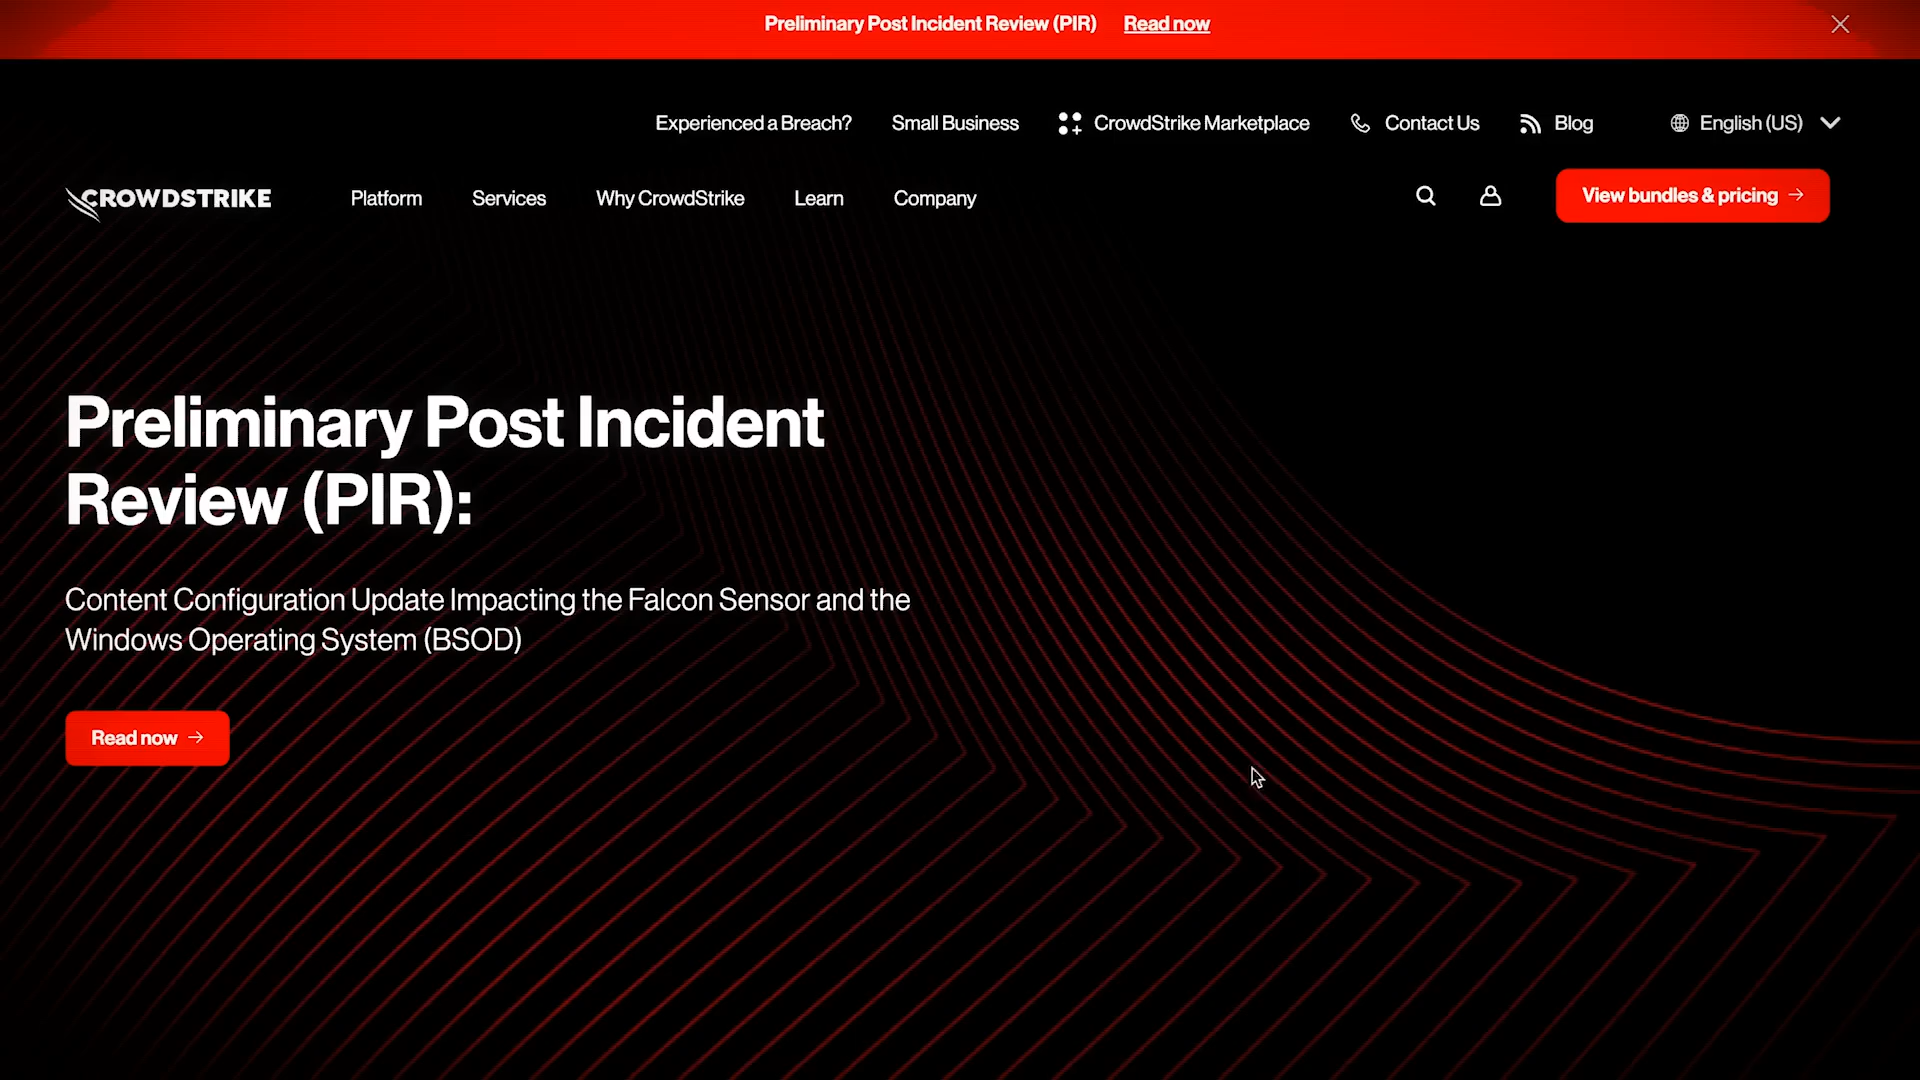 Preliminary Post Incident Review (PIR) Read now
Experienced a Breach? Small Business CrowdStrike Marketplace Contact Us Blog English (US)
CROWDSTRIKE Platform Services Why CrowdStrike Learn Company View bundles & pricing →
Preliminary Post Incident
Review (PIR):
Content Configuration Update Impacting the Falcon Sensor and the
Windows Operating System (BSOD)
Read now →